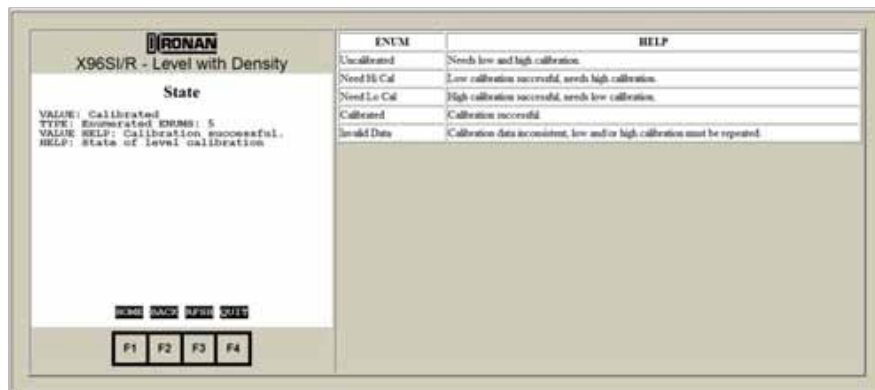 RONAN
X96SI/R - Level with Density
State
VALUE: Calibrated
TYPE: Enumerated ENUMS: 5
VALUE HELP: Calibration successful.
HELP: State of level calibration
HOME BACK RFSH QUIT
F1 F2 F3 F4
ENUM HELP
Uncalibrated Needs low and high calibration.
Need Hi Cal Low calibration successful, needs high calibration.
Need Lo Cal High calibration successful, needs low calibration.
Calibrated Calibration successful.
Invalid Data Calibration data inconsistent, low and/or high calibration must be repeated.